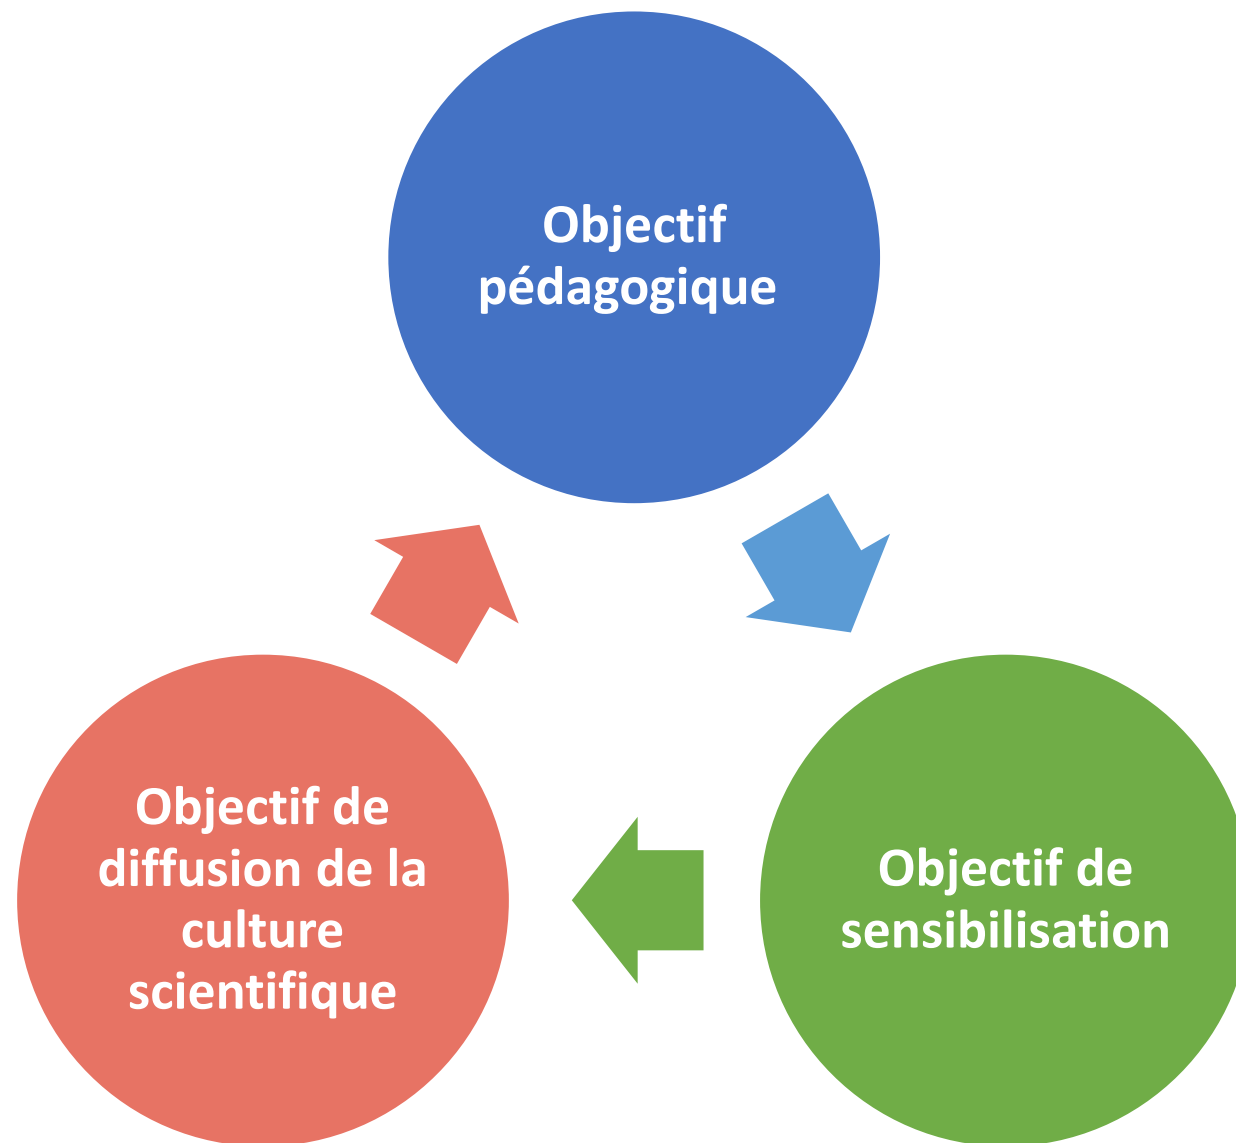 Objectif
pédagogique
Objectif de
diffusion de la
culture
scientifique
Objectif de
sensibilisation